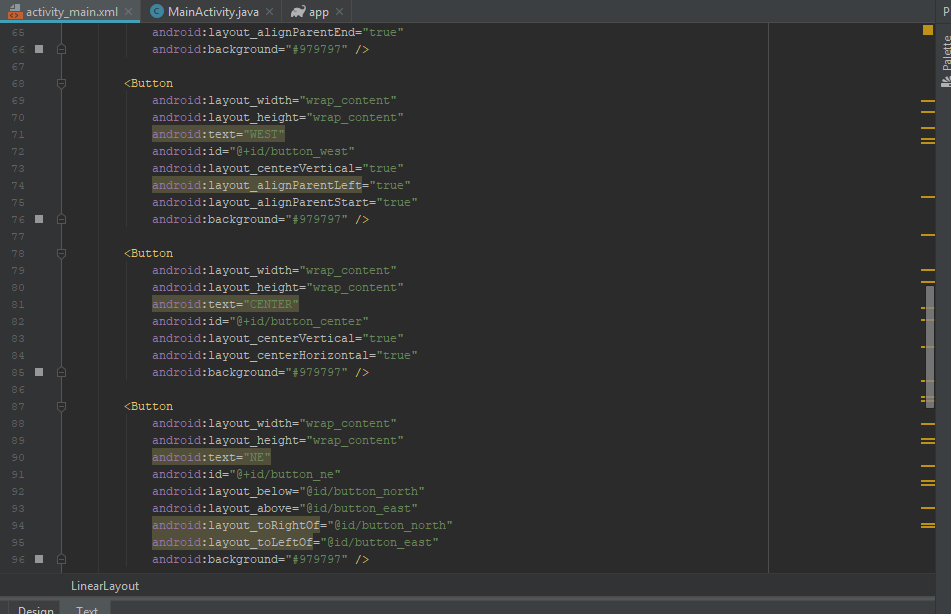 activity_main.xml MainActivity.java app P
65 android:layout_alignParentEnd="true"
66 android:background="#979797" />
67
68 <Button
69 android:layout_width="wrap_content"
70 android:layout_height="wrap_content"
71 android:text="WEST"
72 android:id="@+id/button_west"
73 android:layout_centerVertical="true"
74 android:layout_alignParentLeft="true"
75 android:layout_alignParentStart="true"
76 android:background="#979797" />
77
78 <Button
79 android:layout_width="wrap_content"
80 android:layout_height="wrap_content"
81 android:text="CENTER"
82 android:id="@+id/button_center"
83 android:layout_centerVertical="true"
84 android:layout_centerHorizontal="true"
85 android:background="#979797" />
86
87 <Button
88 android:layout_width="wrap_content"
89 android:layout_height="wrap_content"
90 android:text="NE"
91 android:id="@+id/button_ne"
92 android:layout_below="@id/button_north"
93 android:layout_above="@id/button_east"
94 android:layout_toRightOf="@id/button_north"
95 android:layout_toLeftOf="@id/button_east"
96 android:background="#979797" />
LinearLayout
Design Text
Palette